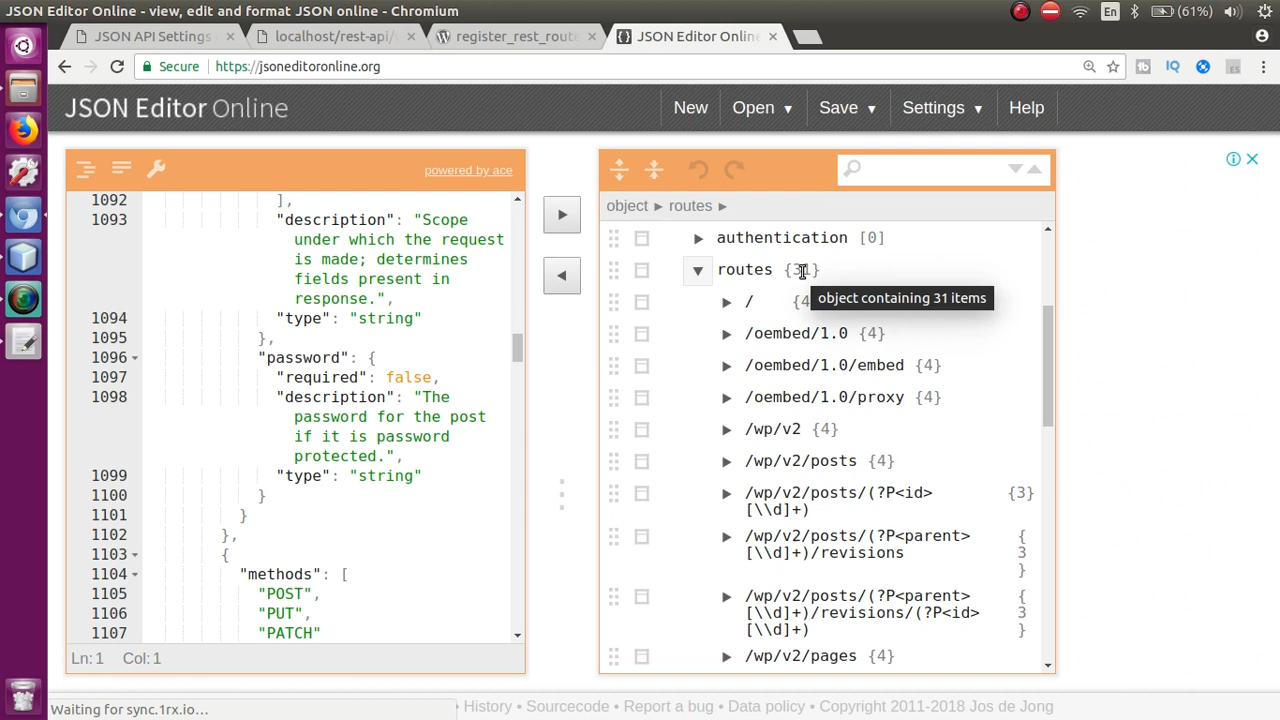 JSON Editor Online - view, edit and format JSON online - Chromium
En
(61%)
JSON API Settings
localhost/rest-api/
register_rest_rout
JSON Editor Onlin
Secure
https://jsoneditoronline.org
JSON Editor Online
New
Open
Save
Settings
Help
powered by ace
1092 ],
1093 "description": "Scope
under which the request
is made; determines
fields present in
response.",
1094 "type": "string"
1095 },
1096 "password": {
1097 "required": false,
1098 "description": "The
password for the post
if it is password
protected.",
1099 "type": "string"
1100 }
1101 }
1102 },
1103 {
1104 "methods": [
1105 "POST",
1106 "PUT",
1107 "PATCH"
Ln:1 Col:1
object ► routes ►
authentication [0]
routes {31}
object containing 31 items
/ {4
/oembed/1.0 {4}
/oembed/1.0/embed {4}
/oembed/1.0/proxy {4}
/wp/v2 {4}
/wp/v2/posts {4}
/wp/v2/posts/(?P<id> {3}
[\\d]+)
/wp/v2/posts/(?P<parent> {
[\\d]+)/revisions 3
}
/wp/v2/posts/(?P<parent> {
[\\d]+)/revisions/(?P<id> 3
[\\d]+) }
/wp/v2/pages {4}
Waiting for sync.1rx.io...
• History • Sourcecode • Report a bug • Data policy • Copyright 2011-2018 Jos de Jong